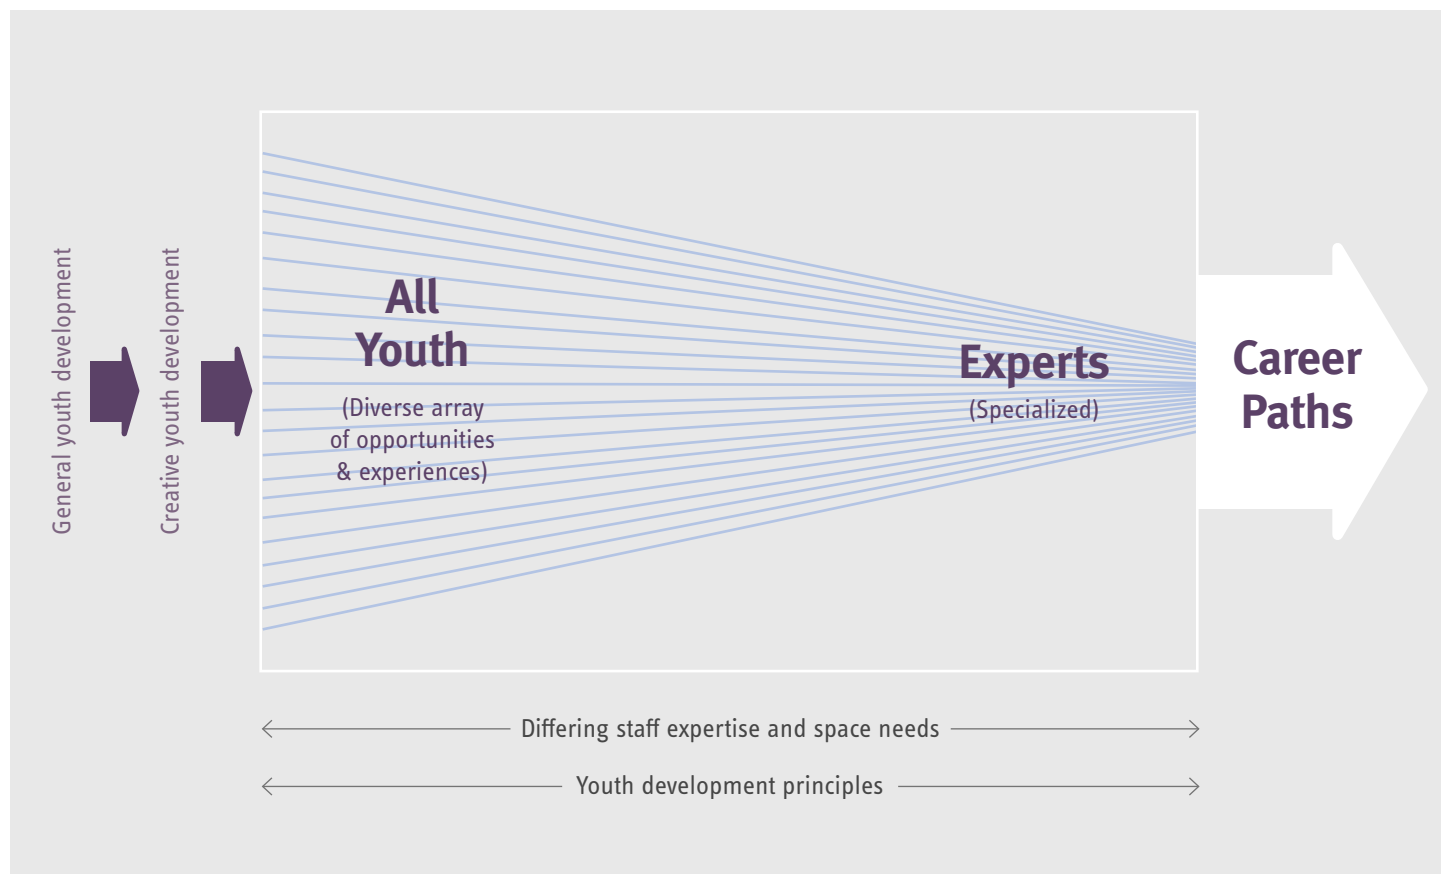 General youth development
Creative youth development
All
Youth
(Diverse array
of opportunities
& experiences)
Experts
(Specialized)
Career
Paths
Differing staff expertise and space needs
Youth development principles